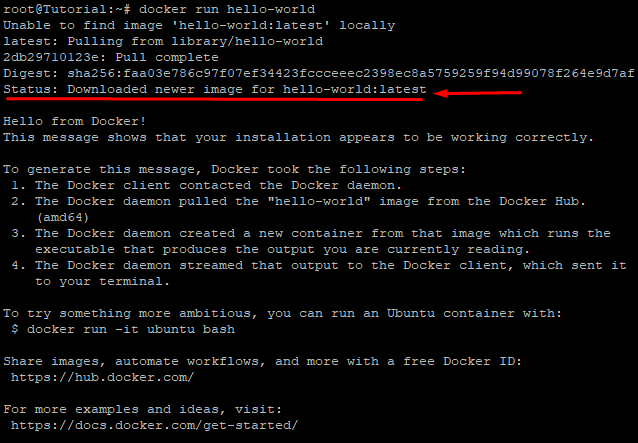 root@Tutorial:~# docker run hello-world
Unable to find image 'hello-world:latest' locally
latest: Pulling from library/hello-world
2db29710123e: Pull complete
Digest: sha256:faa03e786c97f07ef34423fccceeec2398ec8a5759259f94d99078f264e9d7af
Status: Downloaded newer image for hello-world:latest
Hello from Docker!
This message shows that your installation appears to be working correctly.
To generate this message, Docker took the following steps:
1. The Docker client contacted the Docker daemon.
2. The Docker daemon pulled the "hello-world" image from the Docker Hub.
(amd64)
3. The Docker daemon created a new container from that image which runs the
executable that produces the output you are currently reading.
4. The Docker daemon streamed that output to the Docker client, which sent it
to your terminal.
To try something more ambitious, you can run an Ubuntu container with:
$ docker run -it ubuntu bash
Share images, automate workflows, and more with a free Docker ID:
https://hub.docker.com/
For more examples and ideas, visit:
https://docs.docker.com/get-started/